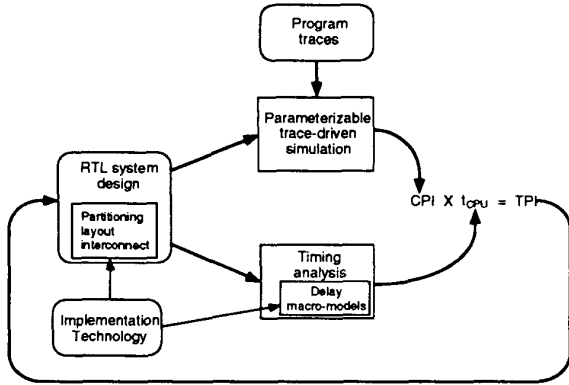 Program
traces
Parameterizable
trace-driven
simulation
RTL system
design
Partitioning
layout
interconnect
CPI X tCPU = TPI
Timing
analysis
Delay
macro-models
Implementation
Technology